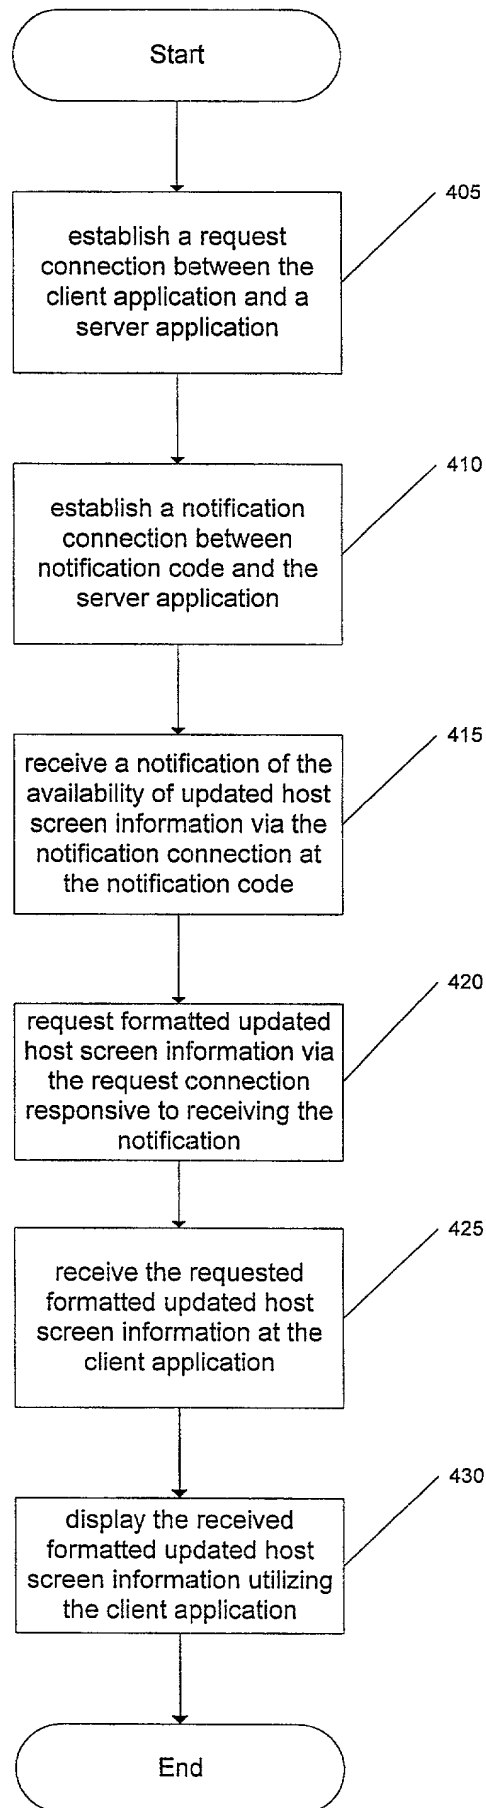 Start
405
establish a request
connection between the
client application and a
server application
410
establish a notification
connection between
notification code and the
server application
415
receive a notification of the
availability of updated host
screen information via the
notification connection at
the notification code
420
request formatted updated
host screen information via
the request connection
responsive to receiving the
notification
425
receive the requested
formatted updated host
screen information at the
client application
430
display the received
formatted updated host
screen information utilizing
the client application
End